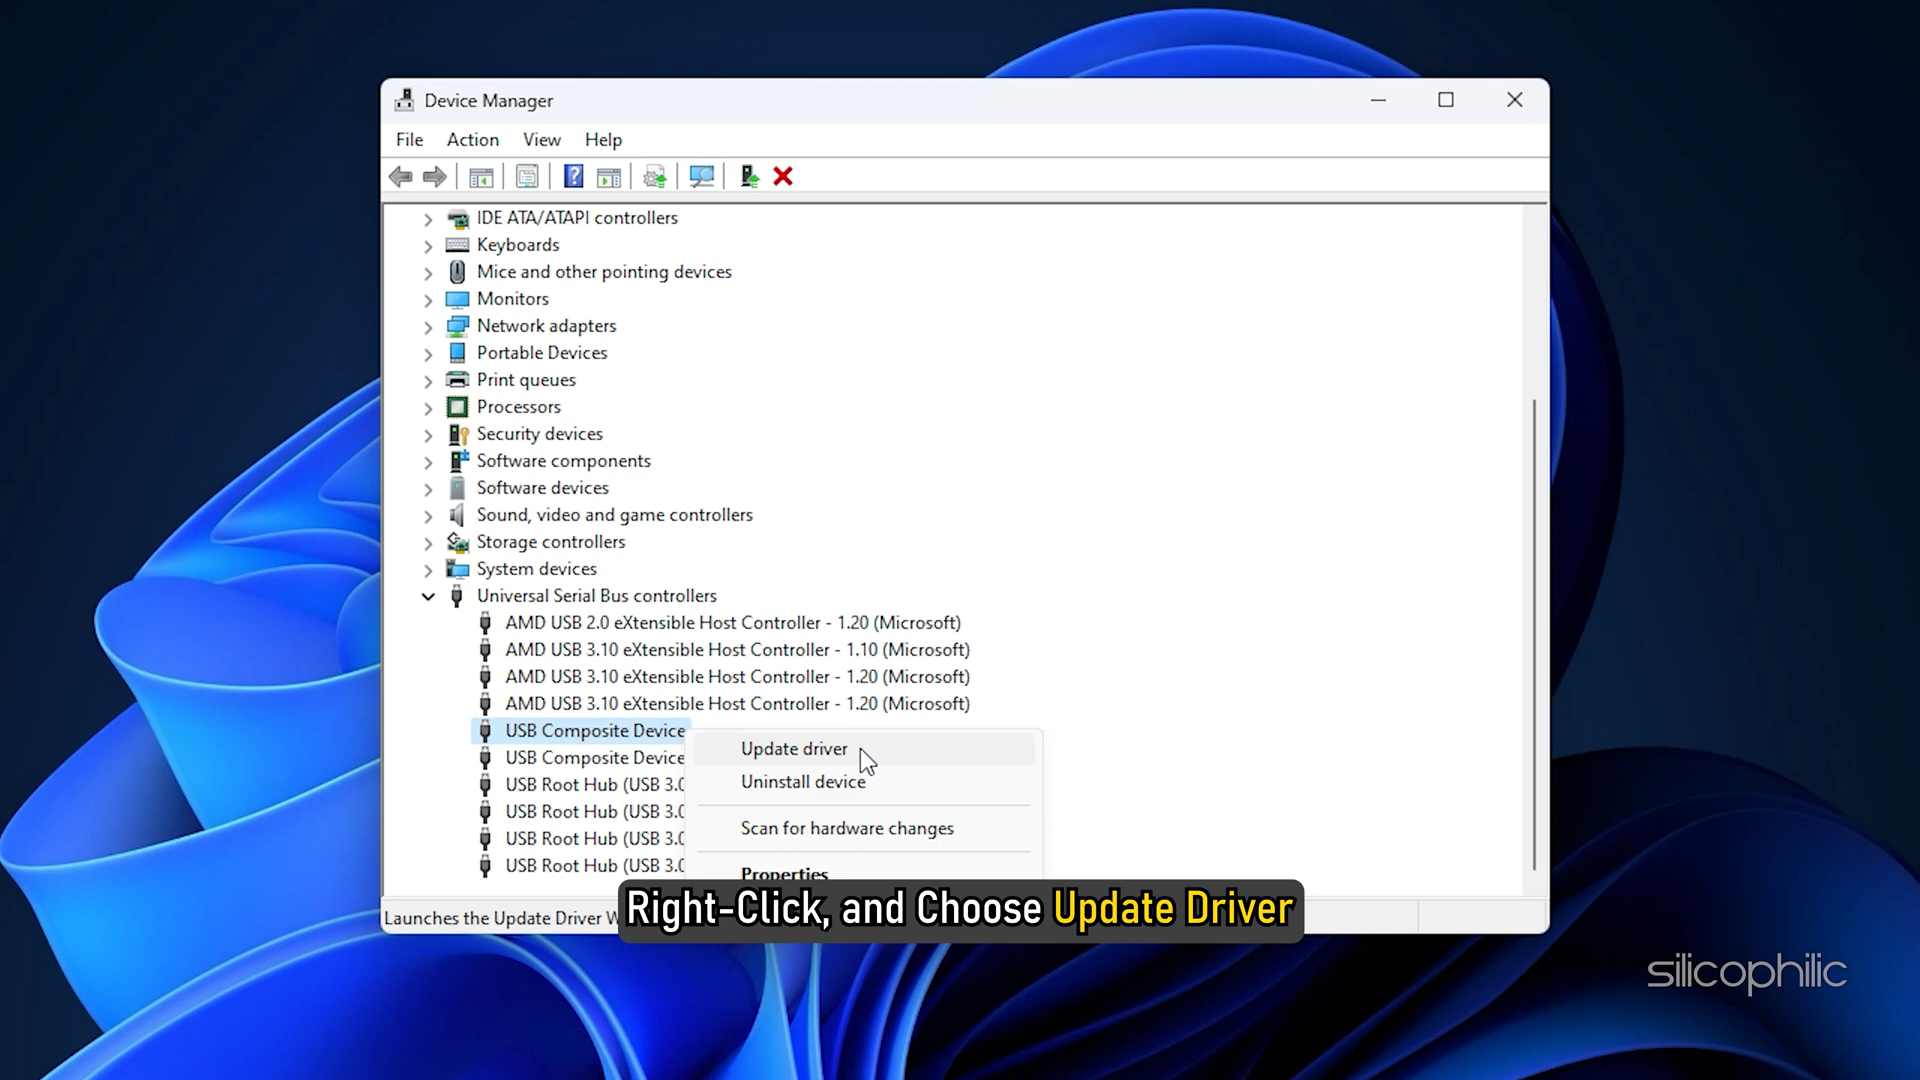 Device Manager
File Action View Help
IDE ATA/ATAPI controllers
Keyboards
Mice and other pointing devices
Monitors
Network adapters
Portable Devices
Print queues
Processors
Security devices
Software components
Software devices
Sound, video and game controllers
Storage controllers
System devices
Universal Serial Bus controllers
AMD USB 2.0 eXtensible Host Controller - 1.20 (Microsoft)
AMD USB 3.10 eXtensible Host Controller - 1.10 (Microsoft)
AMD USB 3.10 eXtensible Host Controller - 1.20 (Microsoft)
AMD USB 3.10 eXtensible Host Controller - 1.20 (Microsoft)
USB Composite Device
USB Composite Device
USB Root Hub (USB 3.0
USB Root Hub (USB 3.0
USB Root Hub (USB 3.0
USB Root Hub (USB 3.0
Update driver
Uninstall device
Scan for hardware changes
Properties
Launches the Update Driver W
Right-Click, and Choose Update Driver
silicophilic